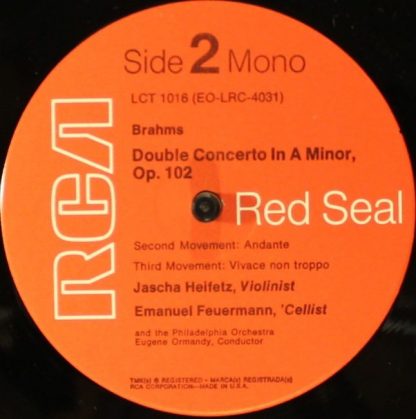 Side 2 Mono
LCT 1016 (EO-LRC-4031)
Brahms
Double Concerto In A Minor,
Op. 102
RCA
Red Seal
Second Movement: Andante
Third Movement: Vivace non troppo
Jascha Heifetz, Violinist
Emanuel Feuermann, 'Cellist
and the Philadelphia Orchestra
Eugene Ormandy, Conductor
TMK(s) ® REGISTERED • MARCA(s) REGISTRADA(s)
RCA CORPORATION—MADE IN U.S.A.